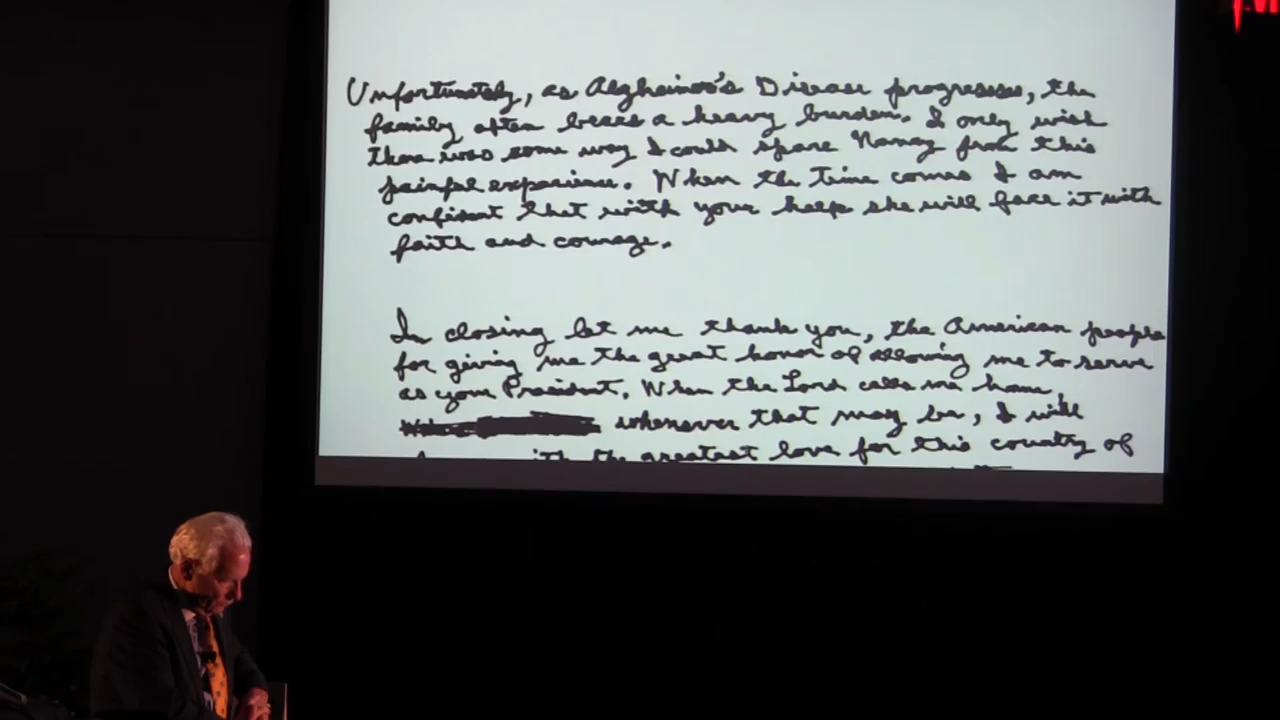 Unfortunately, as Alzheimer's Disease progresses, the
family often bears a heavy burden. I only wish
there was some way I could spare Nancy from this
painful experience. When the time comes I am
confident that with your help she will face it with
faith and courage.
In closing let me thank you, the American people
for giving me the great honor of allowing me to serve
as your President. When the Lord calls me home,
whenever that may be, I will
with the greatest love for this country of